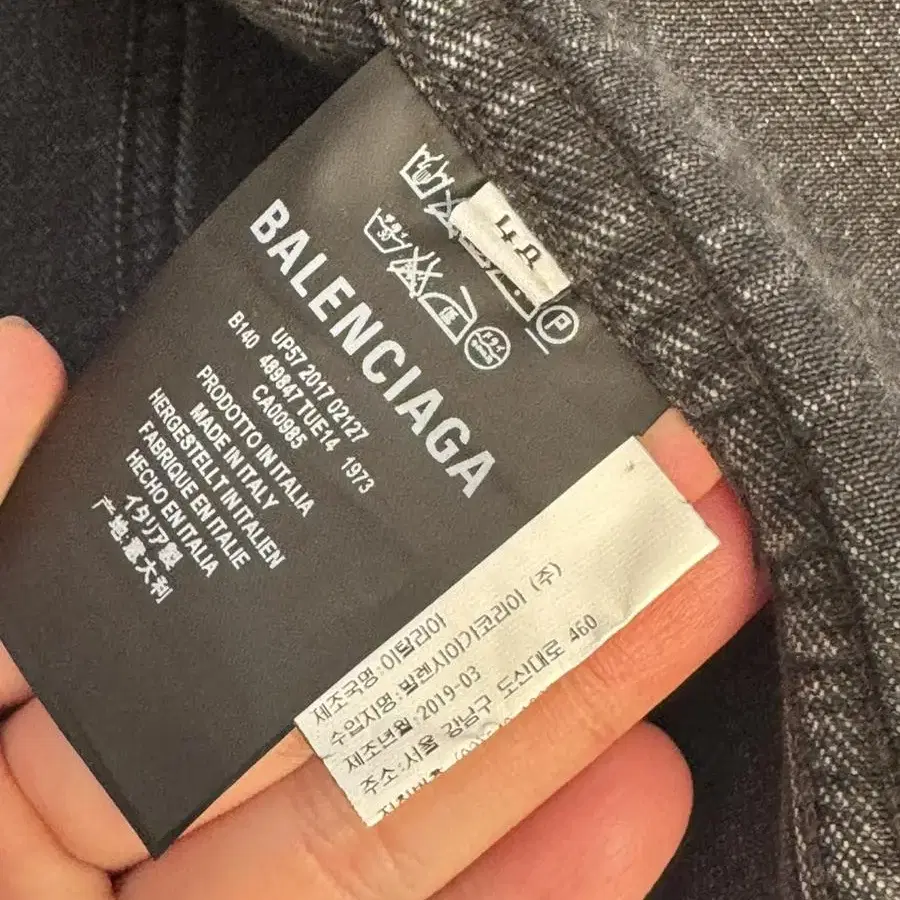 48
BALENCIAGA
UP57 2017 02127
B140 489847 TUE14 1973
CA00985
PRODOTTO IN ITALIA
MADE IN ITALY
HERGESTELLT IN ITALIEN
FABRIQUE EN ITALIE
HECHO EN ITALIA
イタリア製
产地:意大利
제조국명:이탈리아
수입자명:발렌시아가코리아 (주)
제조년월:2019-03
주소:서울 강남구 도산대로 460